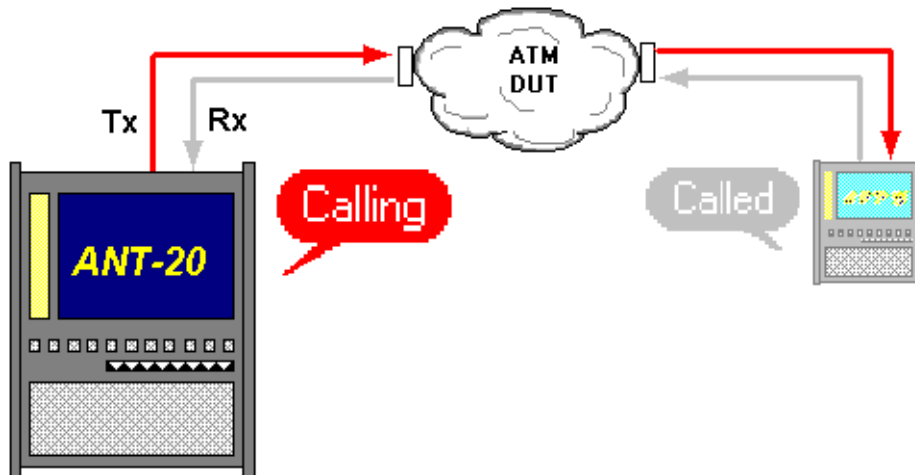 ATM
DUT
Tx
Rx
Calling
Called
ANT-20